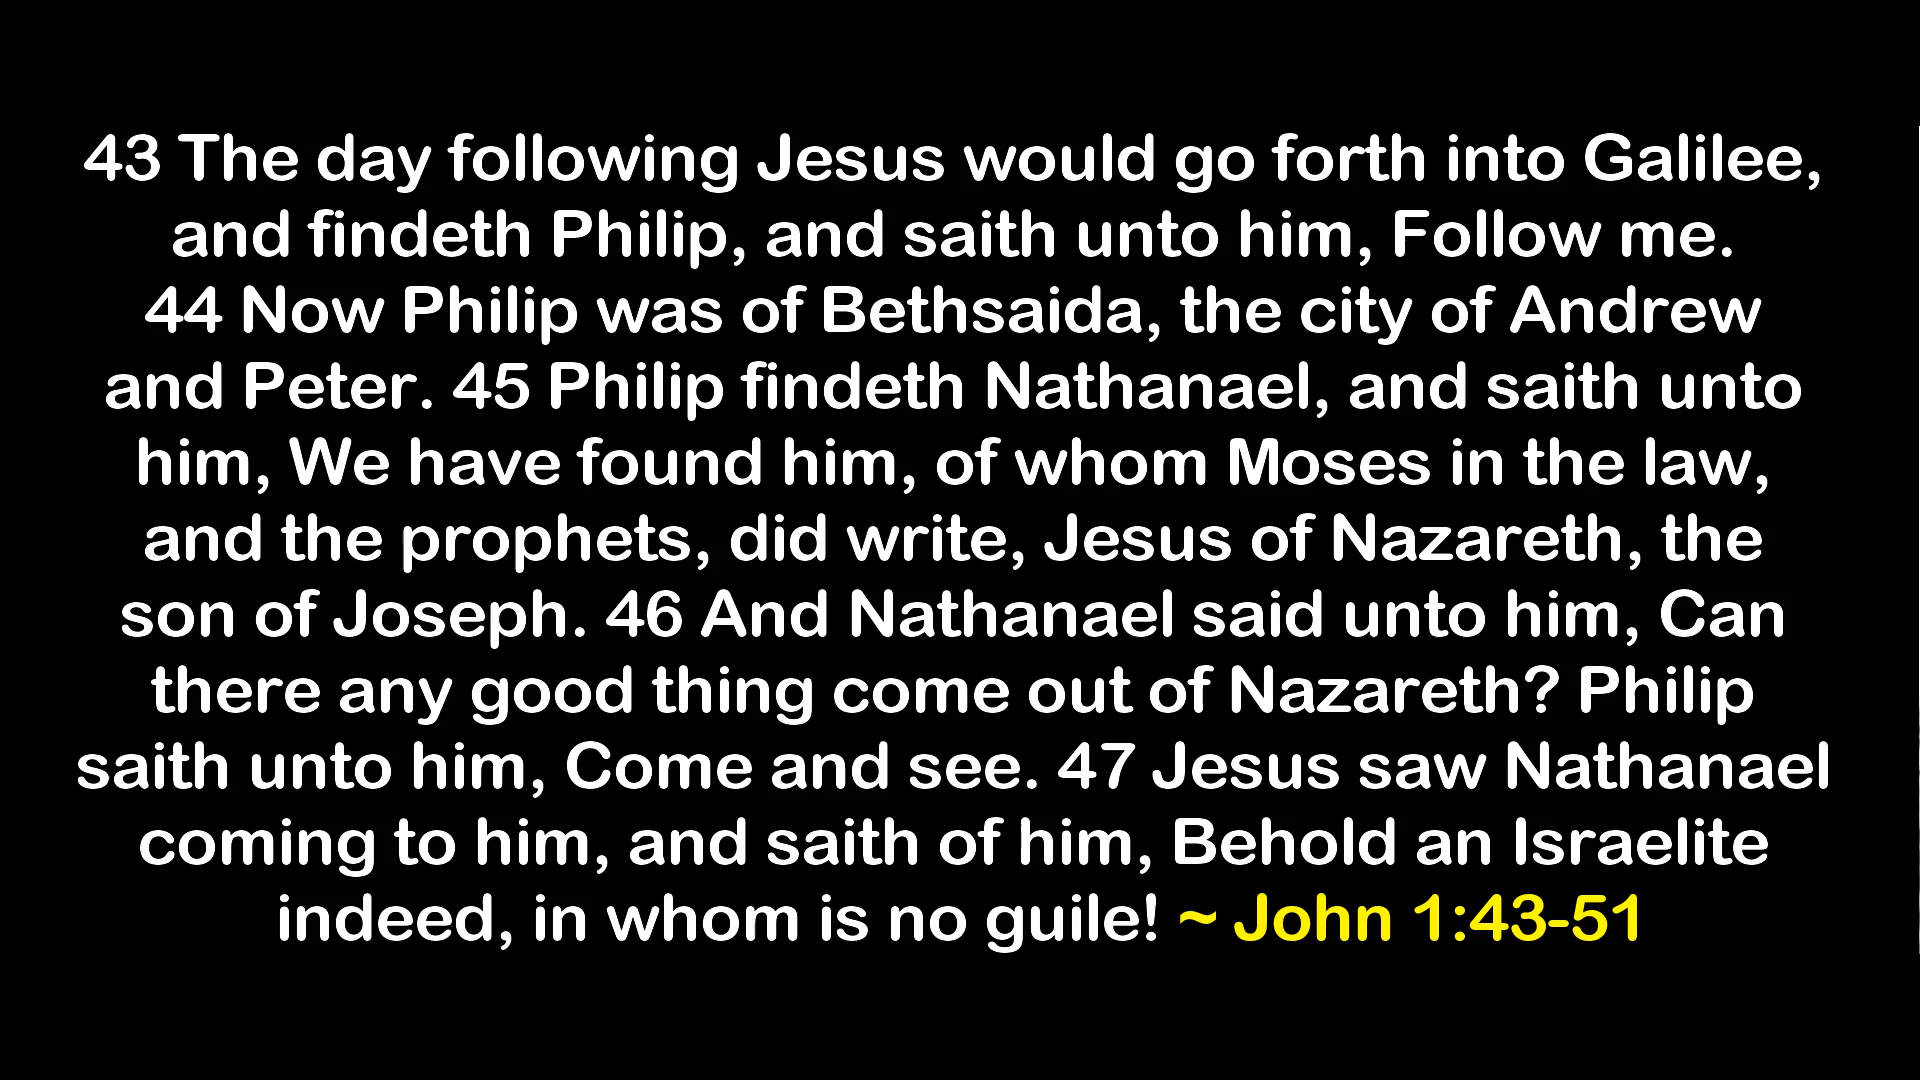 43 The day following Jesus would go forth into Galilee,
and findeth Philip, and saith unto him, Follow me.
44 Now Philip was of Bethsaida, the city of Andrew
and Peter. 45 Philip findeth Nathanael, and saith unto
him, We have found him, of whom Moses in the law,
and the prophets, did write, Jesus of Nazareth, the
son of Joseph. 46 And Nathanael said unto him, Can
there any good thing come out of Nazareth? Philip
saith unto him, Come and see. 47 Jesus saw Nathanael
coming to him, and saith of him, Behold an Israelite
indeed, in whom is no guile! ~ John 1:43-51